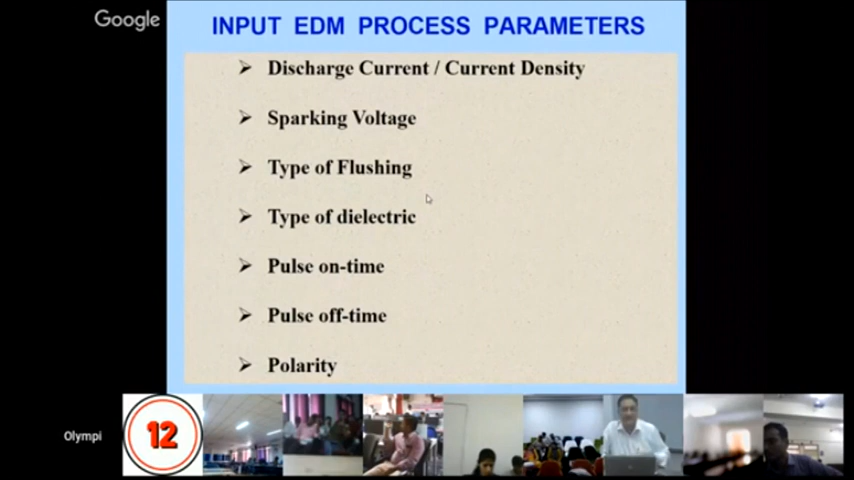 Google
INPUT EDM PROCESS PARAMETERS
Discharge Current / Current Density
Sparking Voltage
Type of Flushing
Type of dielectric
Pulse on-time
Pulse off-time
Polarity
Olympi
12